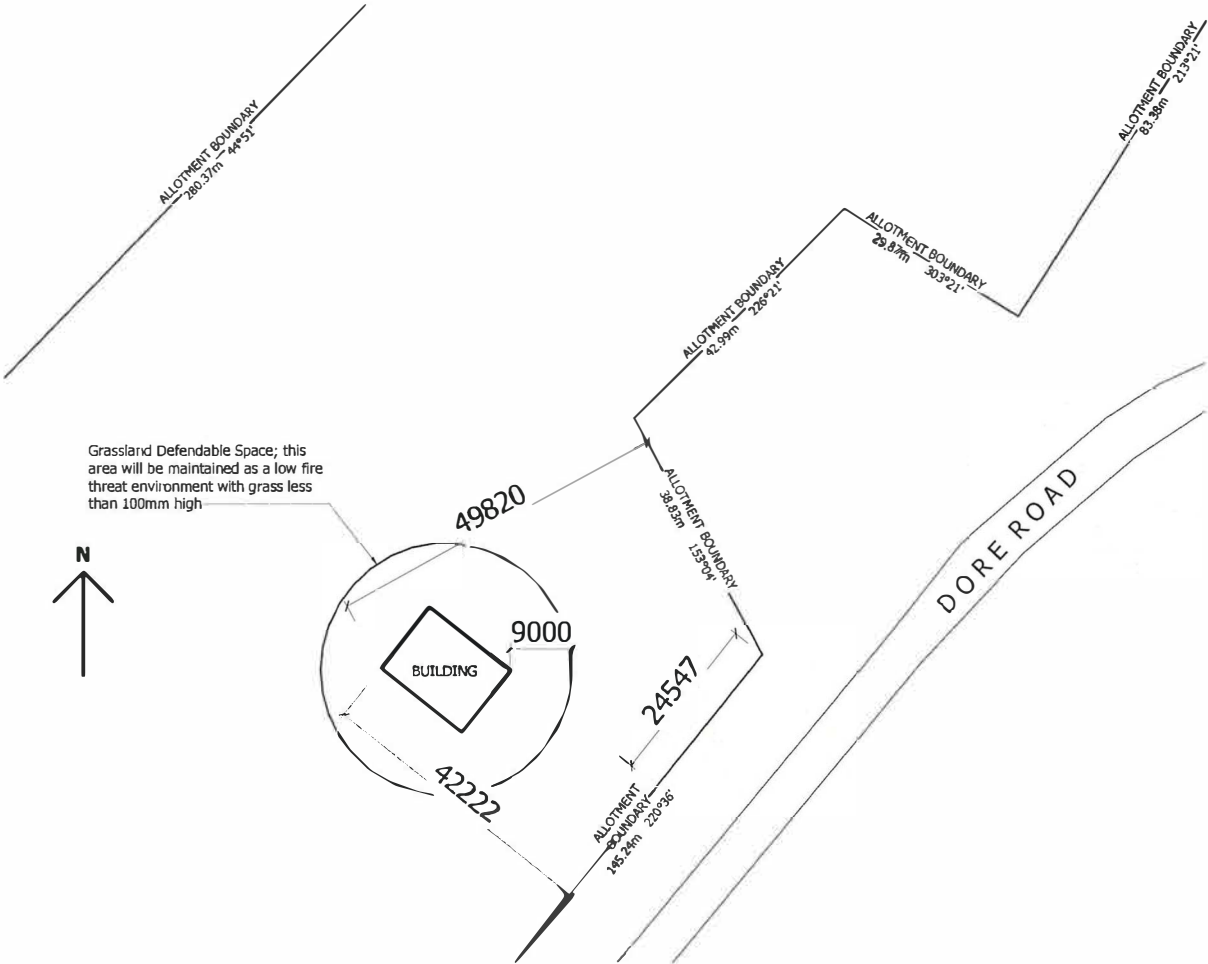 ALLOTMENT BOUNDARY
280.37m 44°51'
ALLOTMENT BOUNDARY
83.38m 213°21'
ALLOTMENT BOUNDARY
29.87m 303°21'
ALLOTMENT BOUNDARY
42.99m 226°21'
Grassland Defendable Space; this
area will be maintained as a low fire
threat environment with grass less
than 100mm high
49820
ALLOTMENT BOUNDARY
38.83m 153°04'
DORE ROAD
N
9000
BUILDING
24547
42222
ALLOTMENT
BOUNDARY
145.24m 220°36'